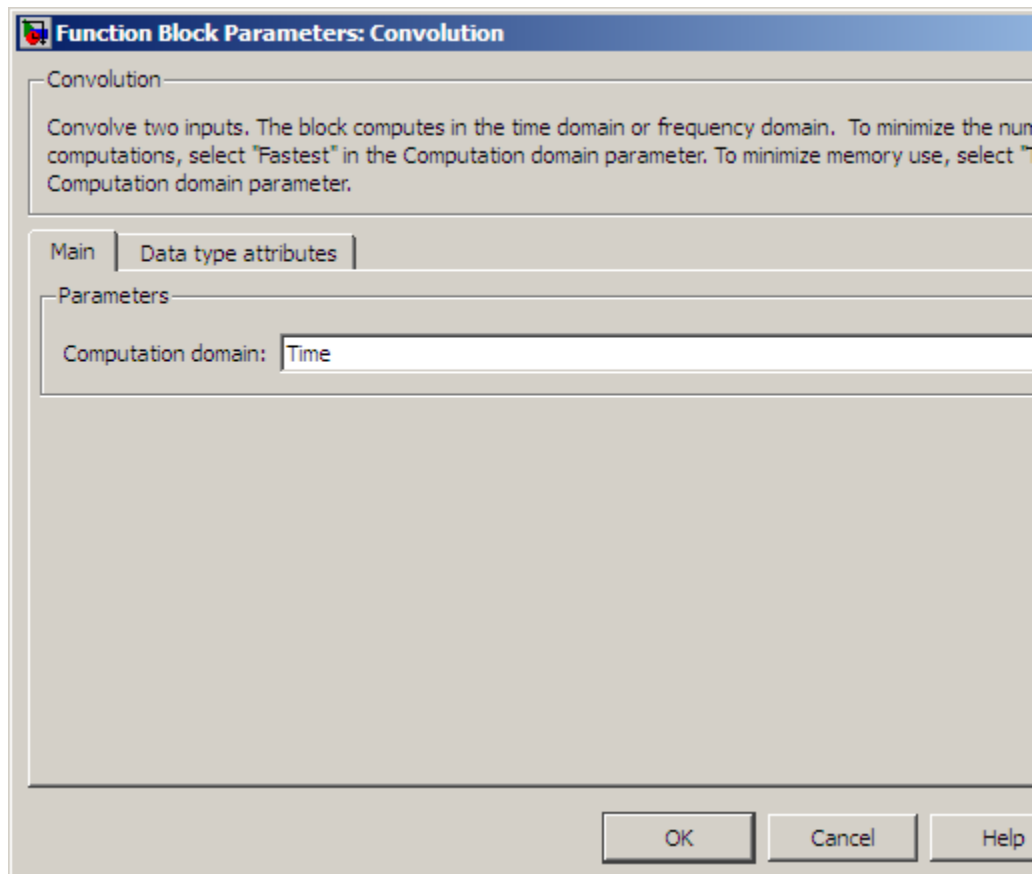 Function Block Parameters: Convolution
Convolution
Convolve two inputs. The block computes in the time domain or frequency domain. To minimize the
computations, select "Fastest" in the Computation domain parameter. To minimize memory use, select
Computation domain parameter.
Main
Data type attributes
Parameters
Computation domain: Time
OK
Cancel
Help